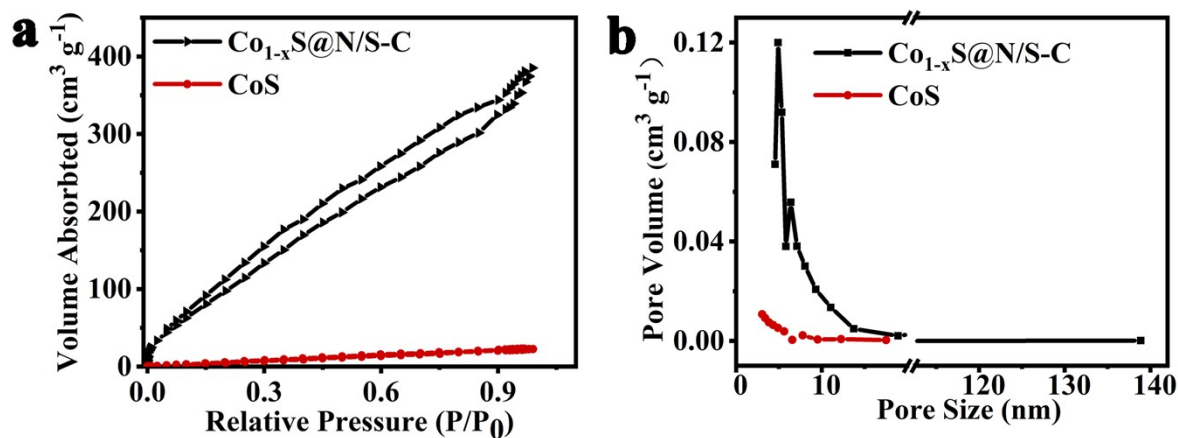 a
Co1-xS@N/S-C
CoS
Volume Absorbted (cm3 g-1)
400
300
200
100
0
0.0 0.3 0.6 0.9
Relative Pressure (P/P0)
b
Co1-xS@N/S-C
CoS
Pore Volume (cm3 g-1)
0.12
0.08
0.04
0.00
0 10 120 130 140
Pore Size (nm)